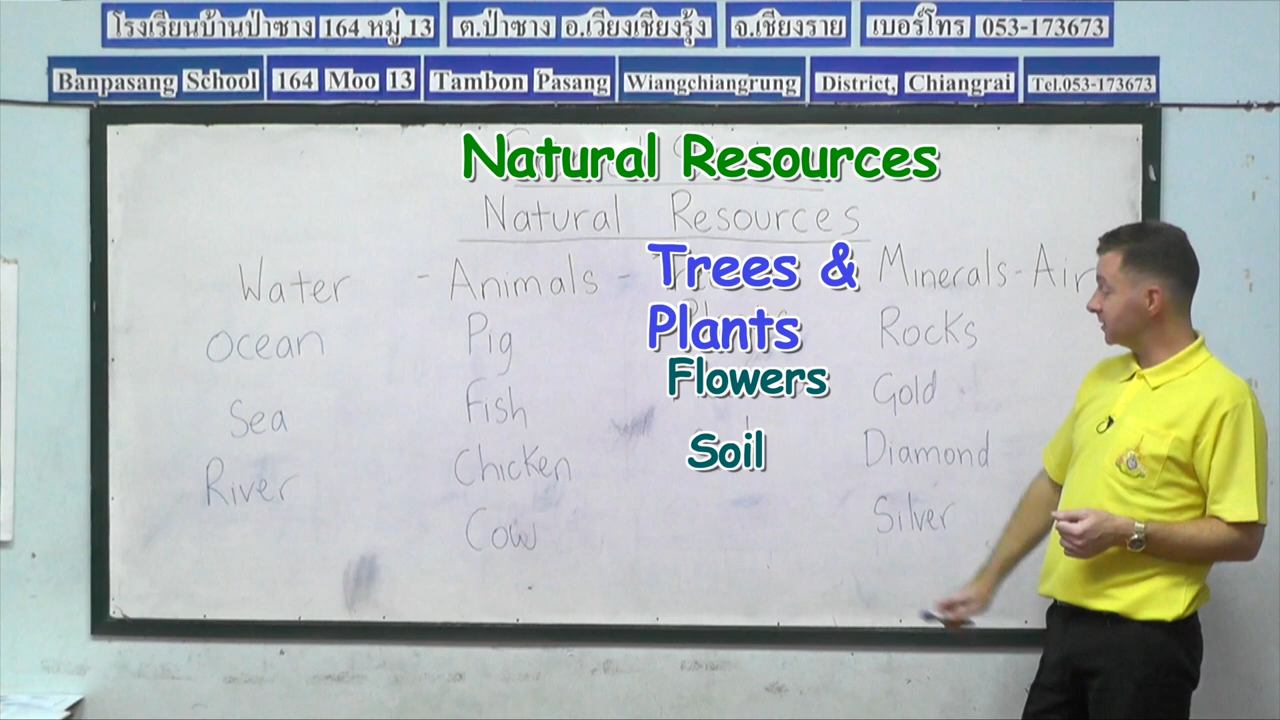 โรงเรียนบ้านป่าซาง 164 หมู่ 13 ต.ป่าซาง อ.เวียงเชียงรุ้ง จ.เชียงราย เบอร์โทร 053-173673
Banpasang School 164 Moo 13 Tambon Pasang Wiangchiangrung District, Chiangrai Tel.053-173673
Natural Resources
Natural Resources
Water - Animals - Trees & Minerals - Air
Plants
Ocean Pig Flowers Rocks
Sea Fish Soil Gold
River Chicken Diamond
Cow Silver